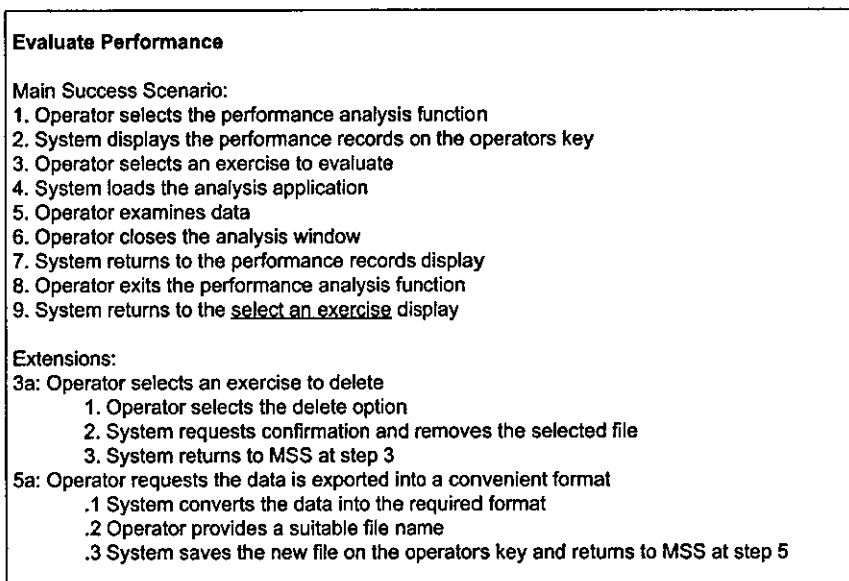 Evaluate Performance
Main Success Scenario:
1. Operator selects the performance analysis function
2. System displays the performance records on the operators key
3. Operator selects an exercise to evaluate
4. System loads the analysis application
5. Operator examines data
6. Operator closes the analysis window
7. System returns to the performance records display
8. Operator exits the performance analysis function
9. System returns to the select an exercise display
Extensions:
3a: Operator selects an exercise to delete
1. Operator selects the delete option
2. System requests confirmation and removes the selected file
3. System returns to MSS at step 3
5a: Operator requests the data is exported into a convenient format
.1 System converts the data into the required format
.2 Operator provides a suitable file name
.3 System saves the new file on the operators key and returns to MSS at step 5